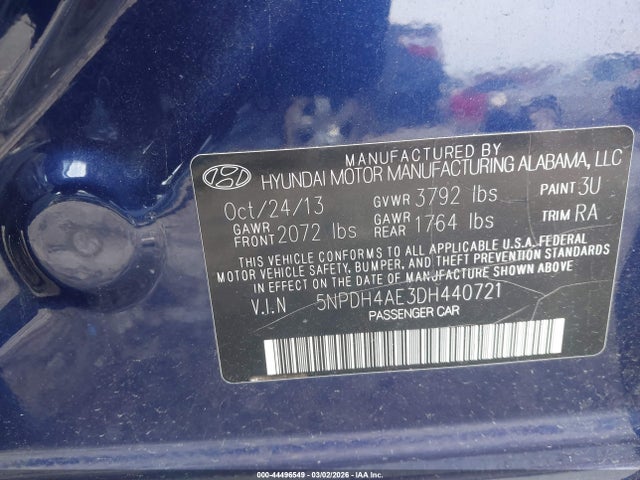 MANUFACTURED BY
HYUNDAI MOTOR MANUFACTURING ALABAMA, LLC
Oct/24/13 GVWR 3792 lbs PAINT 3U
GAWR FRONT 2072 lbs GAWR REAR 1764 lbs TRIM RA
THIS VEHICLE CONFORMS TO ALL APPLICABLE U.S.A. FEDERAL
MOTOR VEHICLE SAFETY, BUMPER, AND THEFT PREVENTION
STANDARDS IN EFFECT ON THE DATE OF MANUFACTURE SHOWN ABOVE
V.I.N 5NPDH4AE3DH440721
PASSENGER CAR
000-44496549 - 03/02/2026 - IAA Inc.